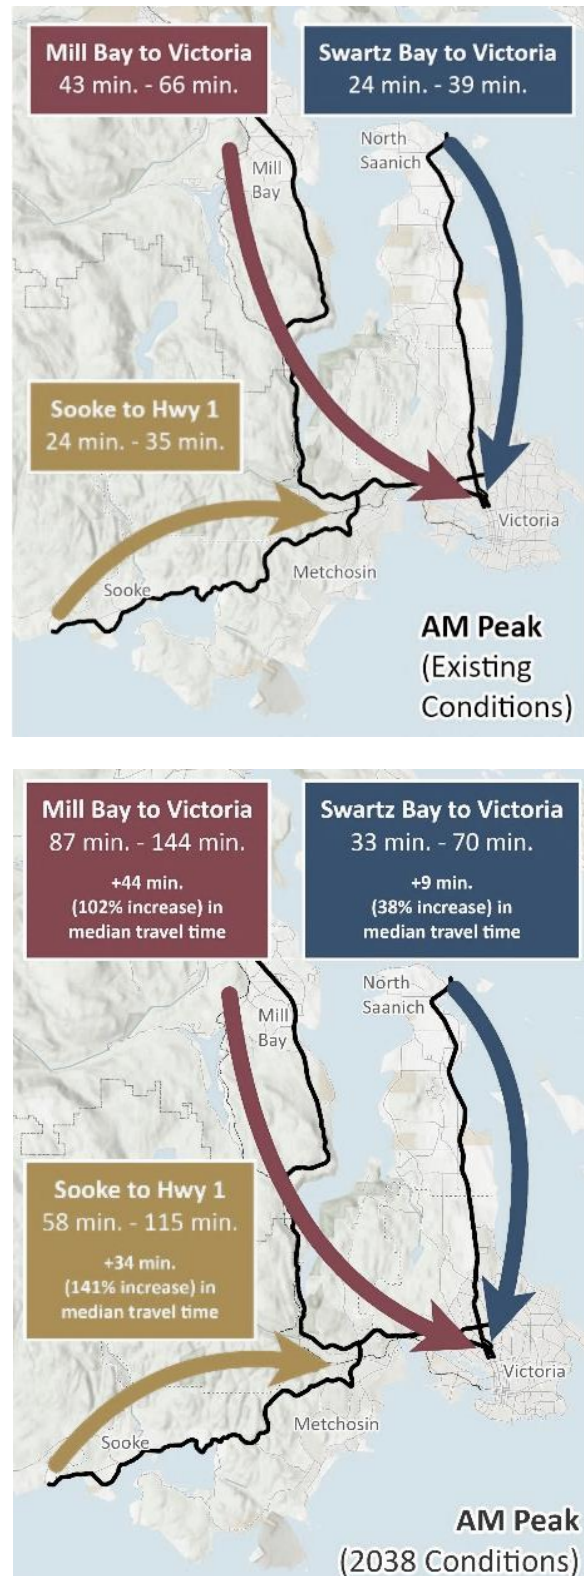 Mill Bay to Victoria
43 min. - 66 min.
Swartz Bay to Victoria
24 min. - 39 min.
North
Saanich
Mill
Bay
Sooke to Hwy 1
24 min. - 35 min.
Victoria
Metchosin
Sooke
AM Peak
(Existing
Conditions)
Mill Bay to Victoria
87 min. - 144 min.
+44 min.
(102% increase) in
median travel time
Swartz Bay to Victoria
33 min. - 70 min.
+9 min.
(38% increase) in
median travel time
North
Saanich
Mill
Bay
Sooke to Hwy 1
58 min. - 115 min.
+34 min.
(141% increase) in
median travel time
Victoria
Metchosin
Sooke
AM Peak
(2038 Conditions)